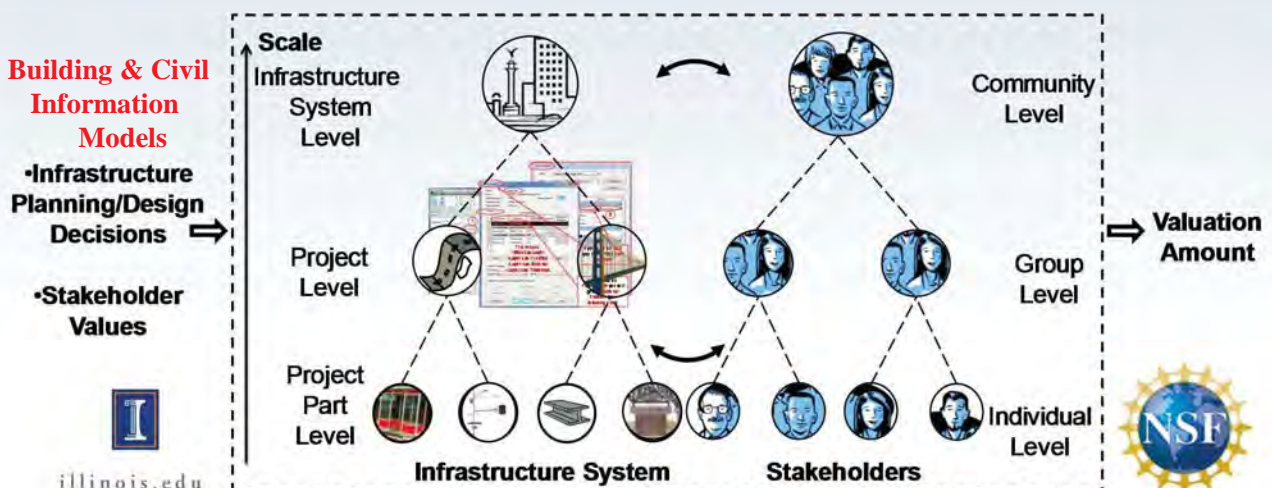 Building & Civil
Information
Models
•Infrastructure
Planning/Design
Decisions
•Stakeholder
Values
I
illinois.edu
Scale
Infrastructure
System
Level
Project
Level
Project
Part
Level
Infrastructure System
Stakeholders
Community
Level
Group
Level
Individual
Level
Valuation
Amount
NSF